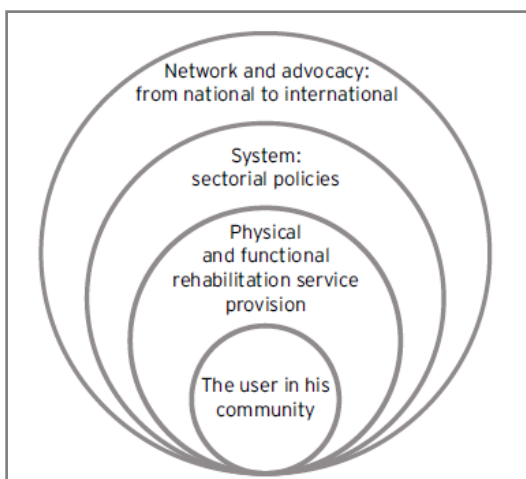 Network and advocacy:
from national to international
System:
sectorial policies
Physical
and functional
rehabilitation service
provision
The user in his
community